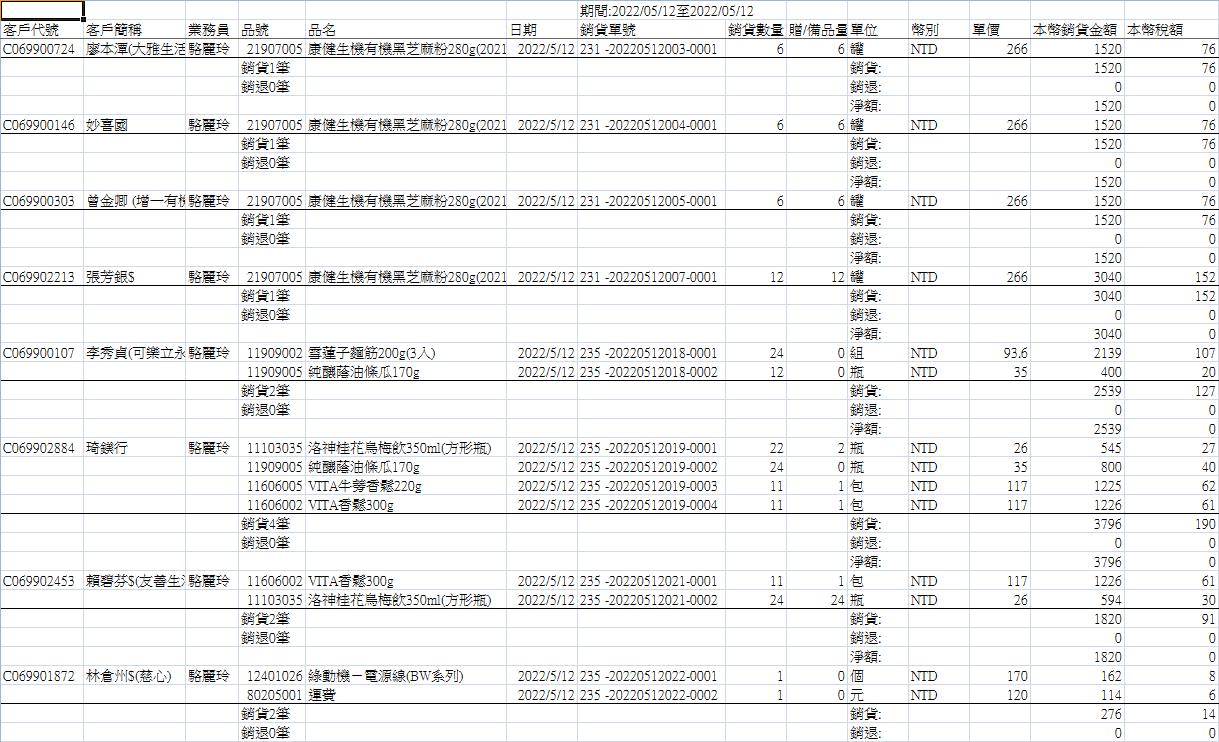 期間:2022/05/12至2022/05/12
客戶代號 客戶簡稱 業務員 品號 品名 日期 銷貨單號 銷貨數量 贈/備品量 單位 幣別 單價 本幣銷貨金額 本幣稅額
C069900724 廖本潭(大雅生活 駱麗玲 21907005 康健生機有機黑芝麻粉280g(2021 2022/5/12 231 -20220512003-0001 6 6 罐 NTD 266 1520 76
銷貨1筆 銷貨: 1520 76
銷退0筆 銷退: 0 0
淨額: 1520 0
C069900146 妙喜國 駱麗玲 21907005 康健生機有機黑芝麻粉280g(2021 2022/5/12 231 -20220512004-0001 6 6 罐 NTD 266 1520 76
銷貨1筆 銷貨: 1520 76
銷退0筆 銷退: 0 0
淨額: 1520 0
C069900303 曾金卿 (增一有 駱麗玲 21907005 康健生機有機黑芝麻粉280g(2021 2022/5/12 231 -20220512005-0001 6 6 罐 NTD 266 1520 76
銷貨1筆 銷貨: 1520 76
銷退0筆 銷退: 0 0
淨額: 1520 0
C069902213 張芳銀$ 駱麗玲 21907005 康健生機有機黑芝麻粉280g(2021 2022/5/12 231 -20220512007-0001 12 12 罐 NTD 266 3040 152
銷貨1筆 銷貨: 3040 152
銷退0筆 銷退: 0 0
淨額: 3040 0
C069900107 李秀貞(可樂立永 駱麗玲 11909002 雪蓮子麵筋200g(3入) 2022/5/12 235 -20220512018-0001 24 0 組 NTD 93.6 2139 107
11909005 純釀蔭油條瓜170g 2022/5/12 235 -20220512018-0002 12 0 瓶 NTD 35 400 20
銷貨2筆 銷貨: 2539 127
銷退0筆 銷退: 0 0
淨額: 2539 0
C069902884 琦鎂行 駱麗玲 11103035 洛神桂花烏梅飲350ml(方形瓶) 2022/5/12 235 -20220512019-0001 22 2 瓶 NTD 26 545 27
11909005 純釀蔭油條瓜170g 2022/5/12 235 -20220512019-0002 24 0 瓶 NTD 35 800 40
11606005 VITA牛蒡香鬆220g 2022/5/12 235 -20220512019-0003 11 1 包 NTD 117 1225 62
11606002 VITA香鬆300g 2022/5/12 235 -20220512019-0004 11 1 包 NTD 117 1226 61
銷貨4筆 銷貨: 3796 190
銷退0筆 銷退: 0 0
淨額: 3796 0
C069902453 賴碧芬$(友善生 駱麗玲 11606002 VITA香鬆300g 2022/5/12 235 -20220512021-0001 11 1 包 NTD 117 1226 61
11103035 洛神桂花烏梅飲350ml(方形瓶) 2022/5/12 235 -20220512021-0002 24 24 瓶 NTD 26 594 30
銷貨2筆 銷貨: 1820 91
銷退0筆 銷退: 0 0
淨額: 1820 0
C069901872 林倉州$(慈心) 駱麗玲 12401026 綠動機－電源線(BW系列) 2022/5/12 235 -20220512022-0001 1 0 個 NTD 170 162 8
80205001 運費 2022/5/12 235 -20220512022-0002 1 0 元 NTD 120 114 6
銷貨2筆 銷貨: 276 14
銷退0筆 銷退: 0 0